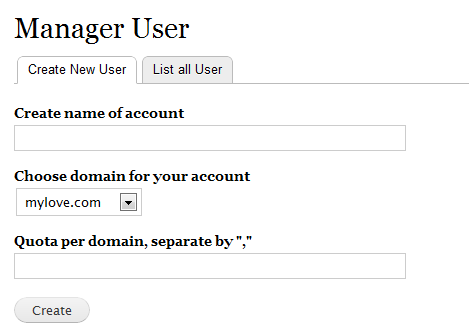 Manager User
Create New User List all User
Create name of account
Choose domain for your account
mylove.com
Quota per domain, separate by ","
Create